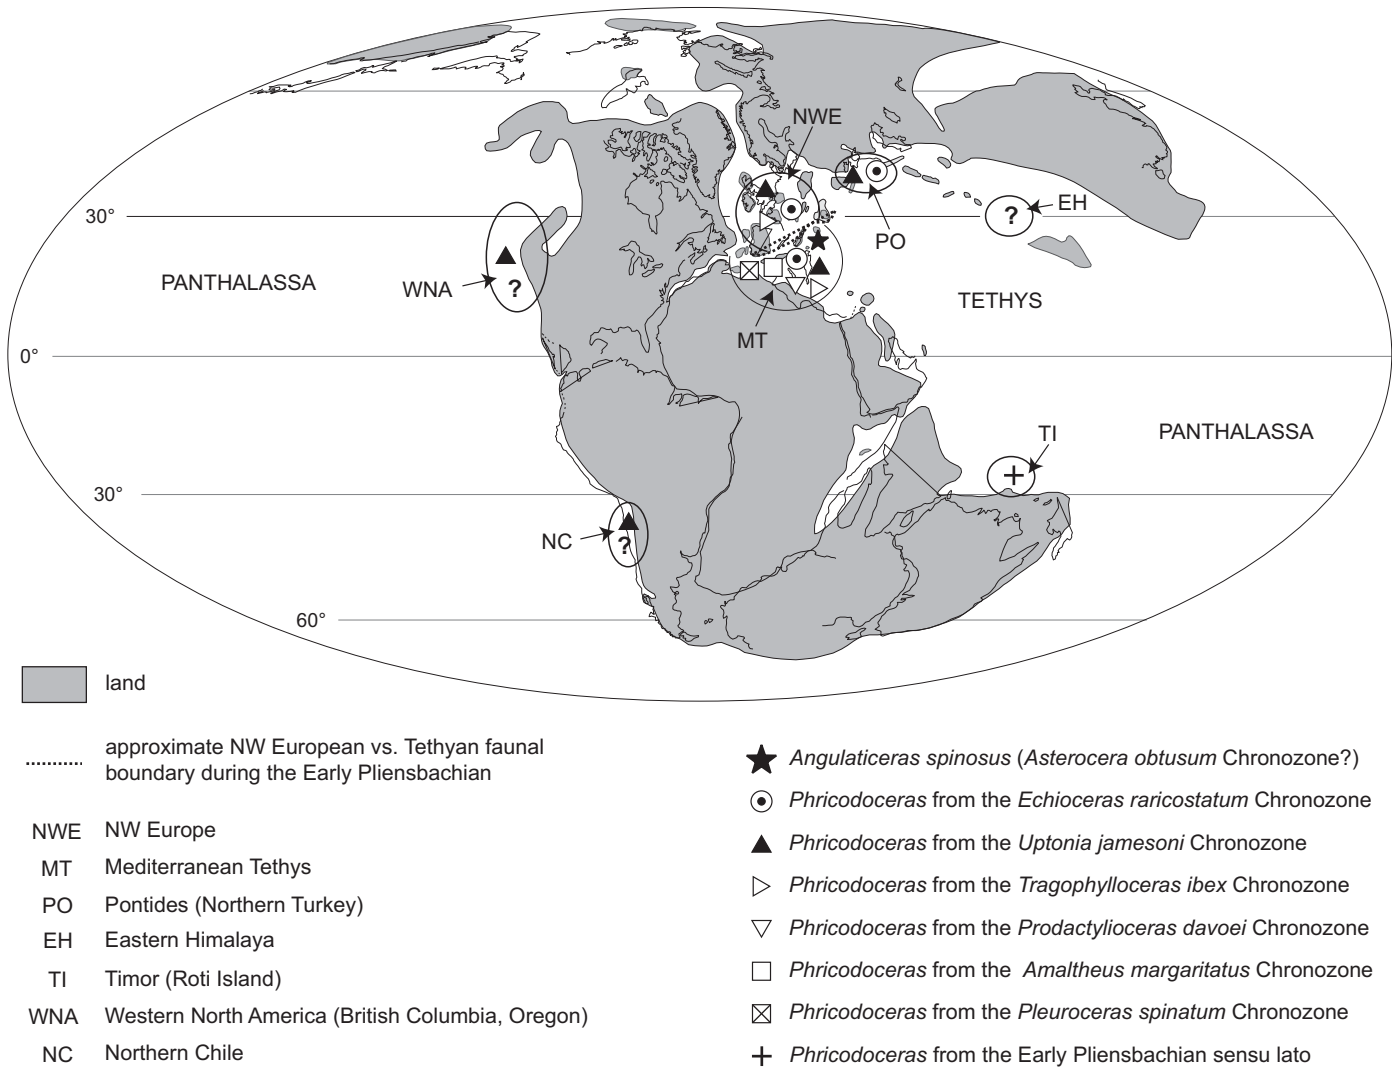 NWE
30°
EH
PO
PANTHALASSA
WNA
?
?
TETHYS
MT
0°
TI
PANTHALASSA
30°
NC
?
60°
land
approximate NW European vs. Tethyan faunal
boundary during the Early Pliensbachian
NWE NW Europe
MT Mediterranean Tethys
PO Pontides (Northern Turkey)
EH Eastern Himalaya
TI Timor (Roti Island)
WNA Western North America (British Columbia, Oregon)
NC Northern Chile
Angulaticeras spinosus (Asterocera obtusum Chronozone?)
Phricodoceras from the Echioceras raricostatum Chronozone
Phricodoceras from the Uptonia jamesoni Chronozone
Phricodoceras from the Tragophylloceras ibex Chronozone
Phricodoceras from the Prodactylioceras davoei Chronozone
Phricodoceras from the Amaltheus margaritatus Chronozone
Phricodoceras from the Pleuroceras spinatum Chronozone
Phricodoceras from the Early Pliensbachian sensu lato